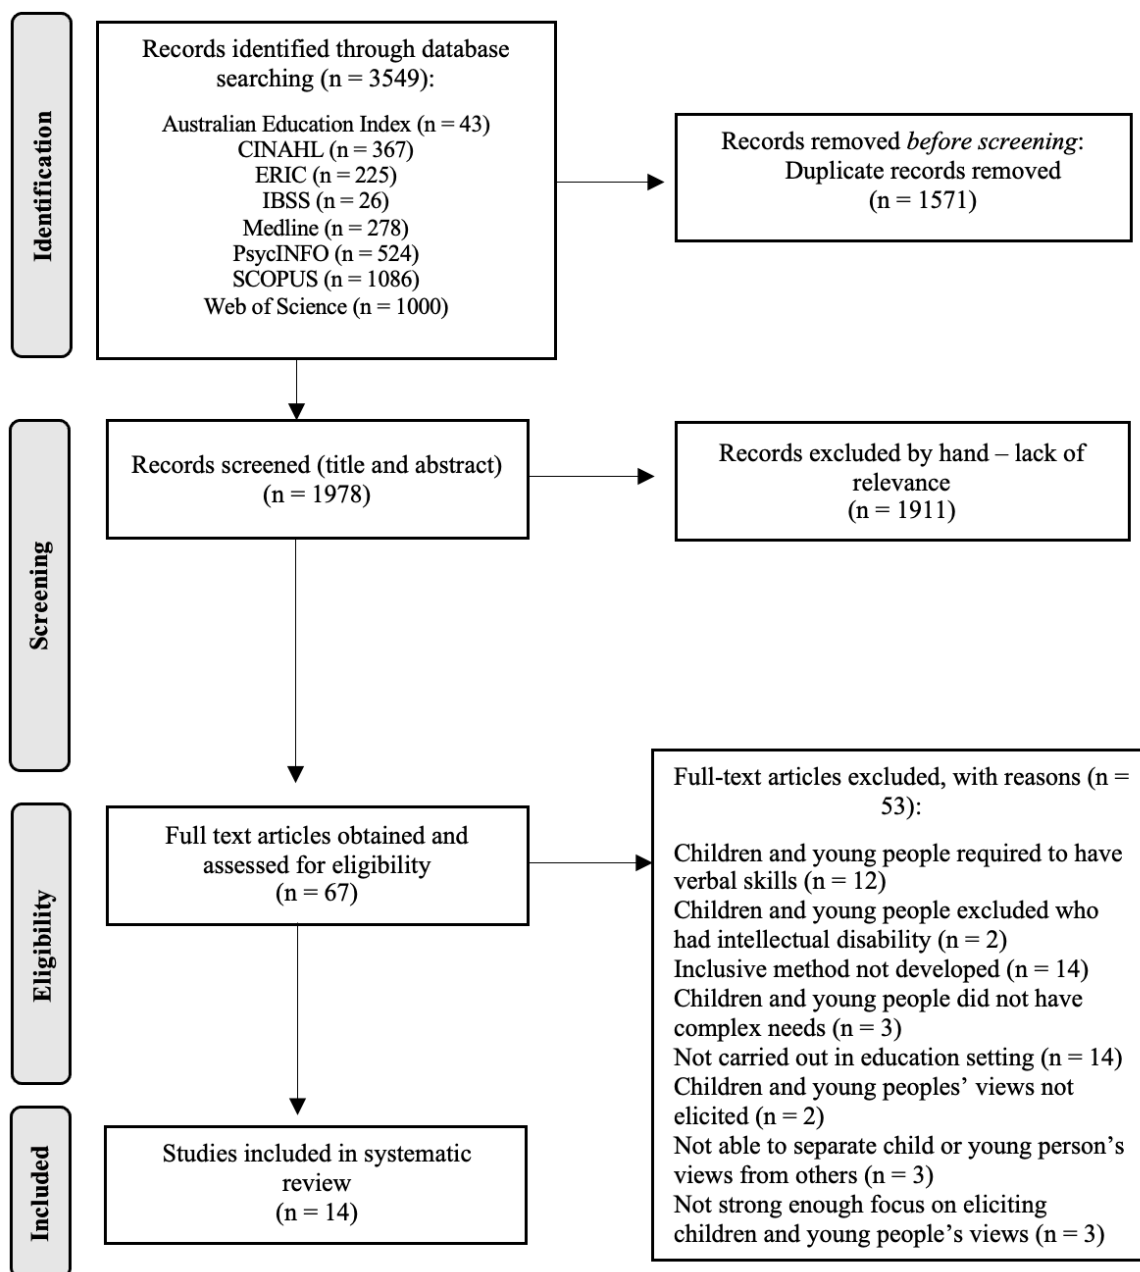 Identification
Records identified through database
searching (n = 3549):
Australian Education Index (n = 43)
CINAHL (n = 367)
ERIC (n = 225)
IBSS (n = 26)
Medline (n = 278)
PsycINFO (n = 524)
SCOPUS (n = 1086)
Web of Science (n = 1000)
Records removed before screening:
Duplicate records removed
(n = 1571)
Screening
Records screened (title and abstract)
(n = 1978)
Records excluded by hand – lack of
relevance
(n = 1911)
Eligibility
Full text articles obtained and
assessed for eligibility
(n = 67)
Full-text articles excluded, with reasons (n =
53):
Children and young people required to have
verbal skills (n = 12)
Children and young people excluded who
had intellectual disability (n = 2)
Inclusive method not developed (n = 14)
Children and young people did not have
complex needs (n = 3)
Not carried out in education setting (n = 14)
Children and young peoples’ views not
elicited (n = 2)
Not able to separate child or young person’s
views from others (n = 3)
Not strong enough focus on eliciting
children and young people’s views (n = 3)
Included
Studies included in systematic
review
(n = 14)